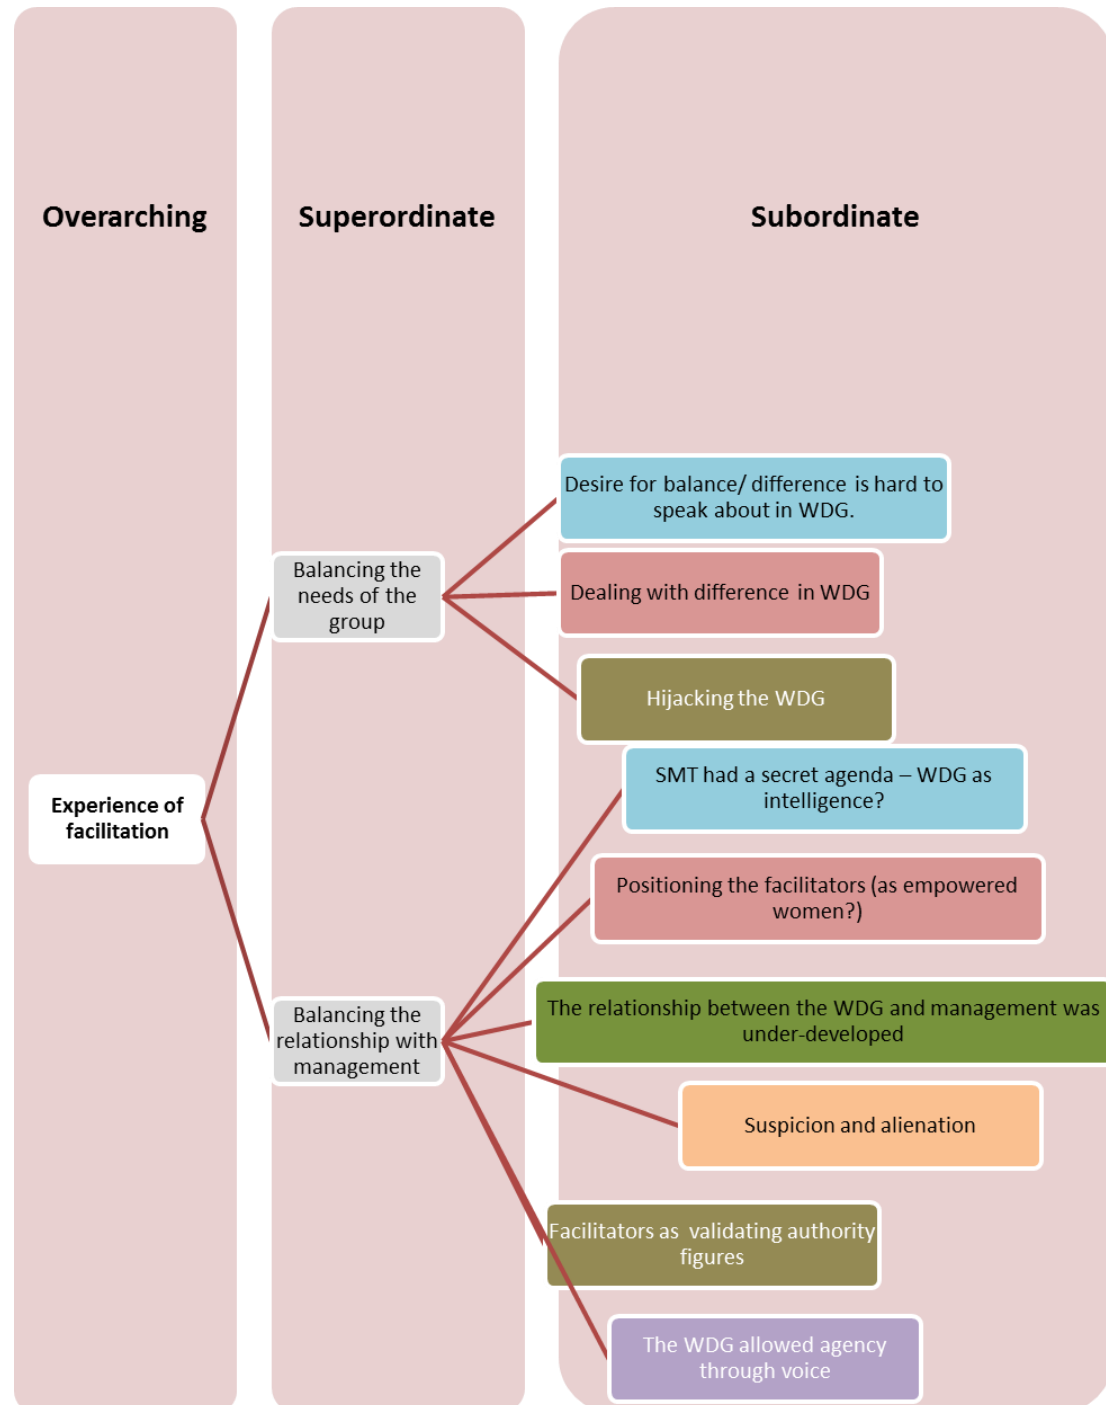 Overarching
Superordinate
Subordinate
Experience of
facilitation
Balancing the
needs of the
group
Balancing the
relationship with
management
Desire for balance/ difference is hard to
speak about in WDG.
Dealing with difference in WDG
Hijacking the WDG
SMT had a secret agenda – WDG as
intelligence?
Positioning the facilitators (as empowered
women?)
The relationship between the WDG and management was
under-developed
Suspicion and alienation
Facilitators as validating authority
figures
The WDG allowed agency
through voice